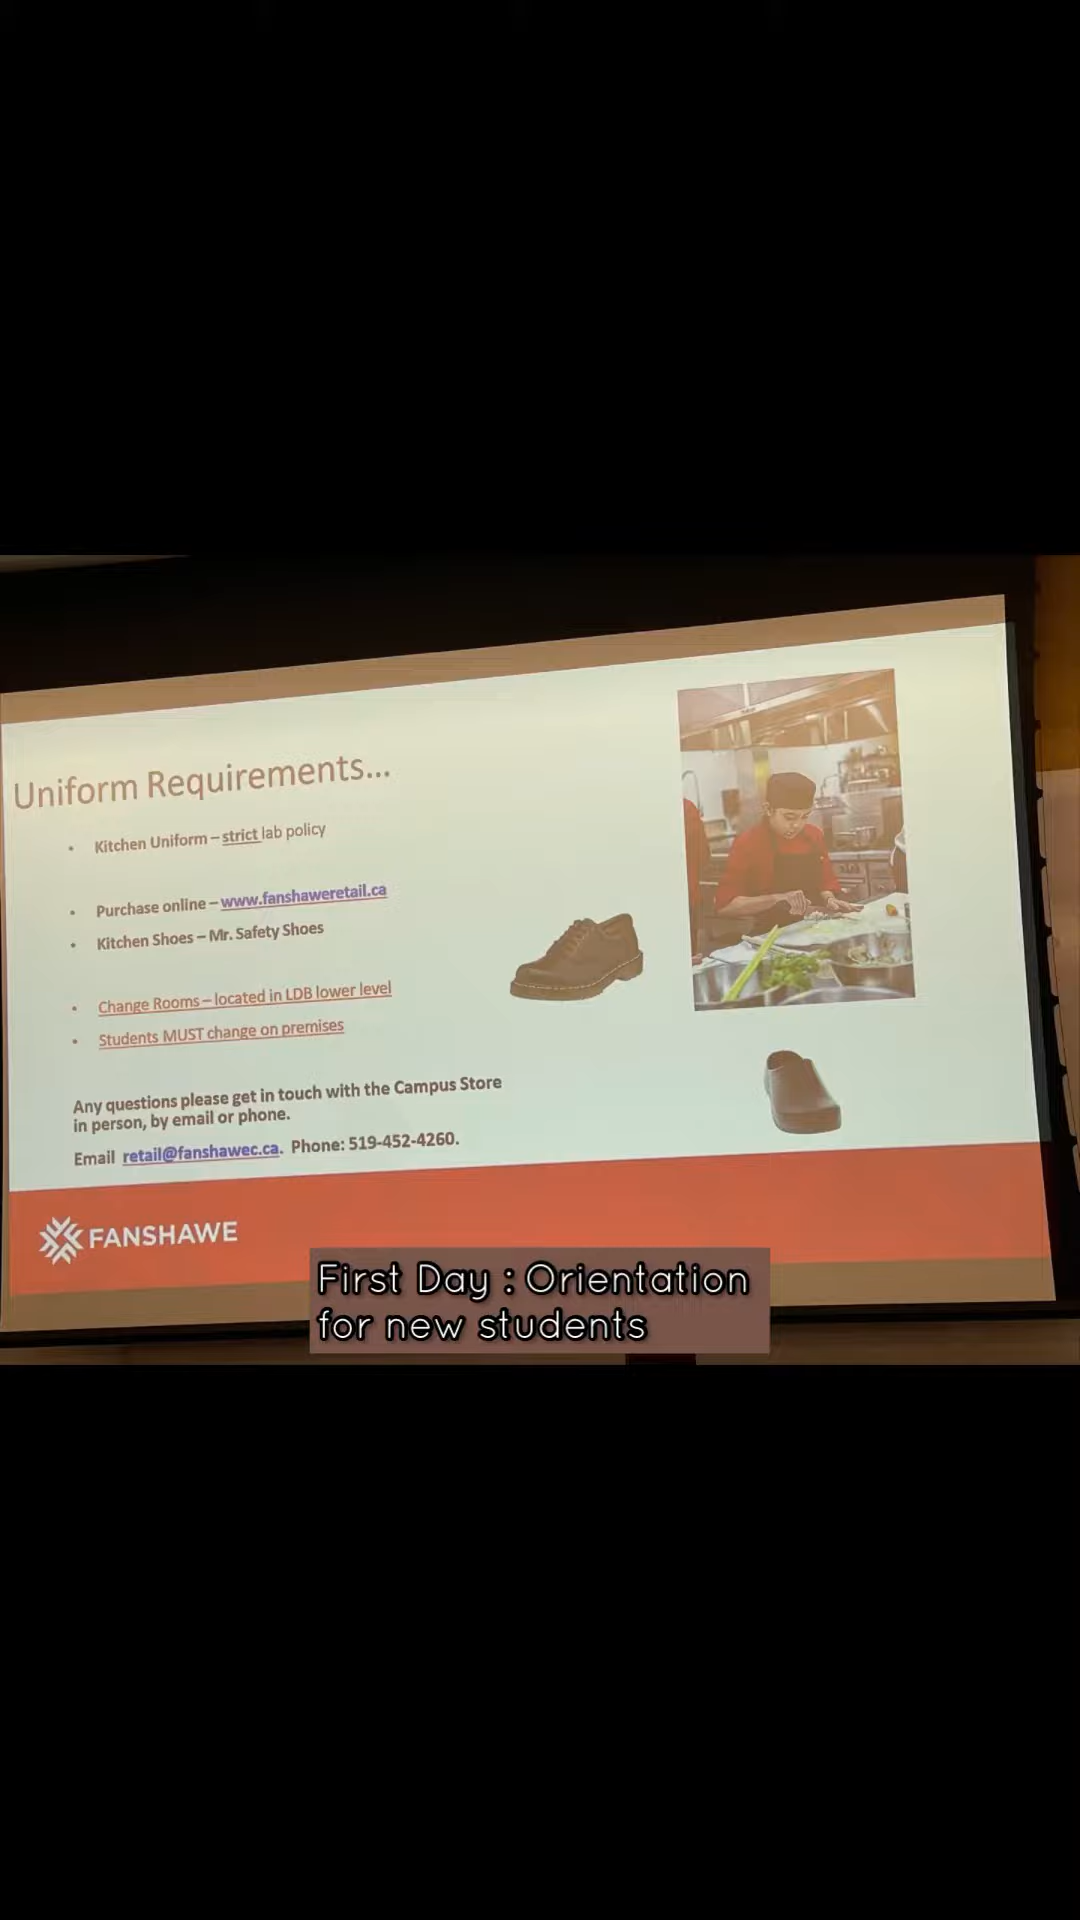 Uniform Requirements...
• Kitchen Uniform – strict lab policy
• Purchase online – www.fanshaweretail.ca
• Kitchen Shoes – Mr. Safety Shoes
• Change Rooms – located in LDB lower level
• Students MUST change on premises
Any questions please get in touch with the Campus Store
in person, by email or phone.
Email retail@fanshawec.ca. Phone: 519-452-4260.
FANSHAWE
First Day : Orientation
for new students